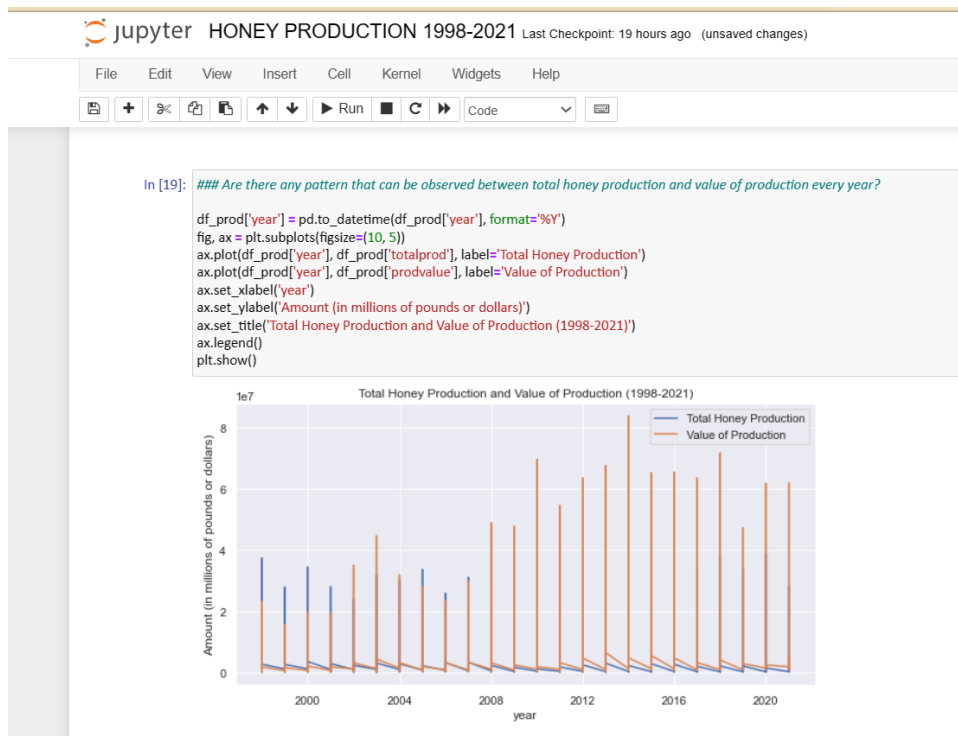 jupyter HONEY PRODUCTION 1998-2021 Last Checkpoint: 19 hours ago (unsaved changes)
File Edit View Insert Cell Kernel Widgets Help
Run Code
In [19]: ### Are there any pattern that can be observed between total honey production and value of production every year?
df_prod['year'] = pd.to_datetime(df_prod['year'], format='%Y')
fig, ax = plt.subplots(figsize=(10, 5))
ax.plot(df_prod['year'], df_prod['totalprod'], label='Total Honey Production')
ax.plot(df_prod['year'], df_prod['prodvalue'], label='Value of Production')
ax.set_xlabel('year')
ax.set_ylabel('Amount (in millions of pounds or dollars)')
ax.set_title('Total Honey Production and Value of Production (1998-2021)')
ax.legend()
plt.show()
1e7 Total Honey Production and Value of Production (1998-2021)
Total Honey Production
Value of Production
Amount (in millions of pounds or dollars)
8
6
4
2
0
2000 2004 2008 2012 2016 2020
year